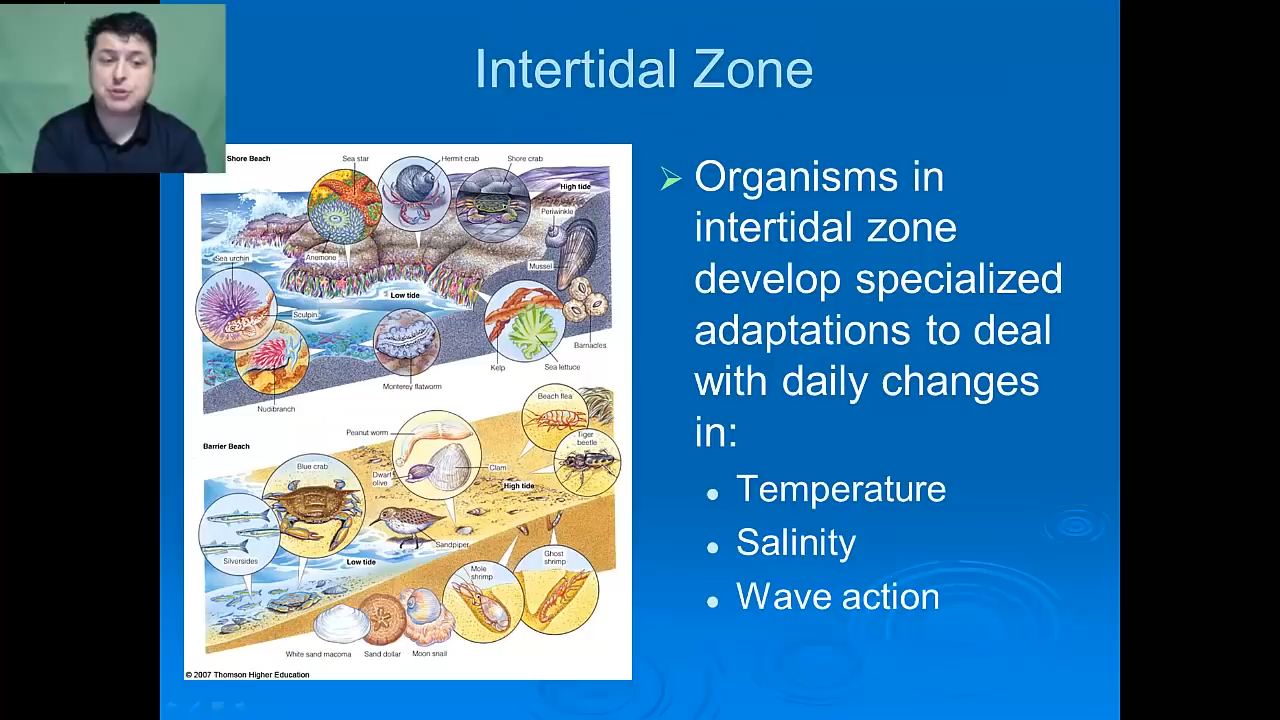 Intertidal Zone
Shore Beach
Sea star
Hermit crab
Shore crab
High tide
Periwinkle
Sea urchin
Anemone
Mussel
Low tide
Sculpin
Barnacles
Kelp
Sea lettuce
Monterey flatworm
Nudibranch
Beach flea
Peanut worm
Tiger
beetle
Barrier Beach
Blue crab
Clam
Dwarf
olive
High tide
Sandpiper
Silversides
Low tide
Ghost
shrimp
Mole
shrimp
White sand macoma
Sand dollar
Moon snail
© 2007 Thomson Higher Education
Organisms in
intertidal zone
develop specialized
adaptations to deal
with daily changes
in:
Temperature
Salinity
Wave action